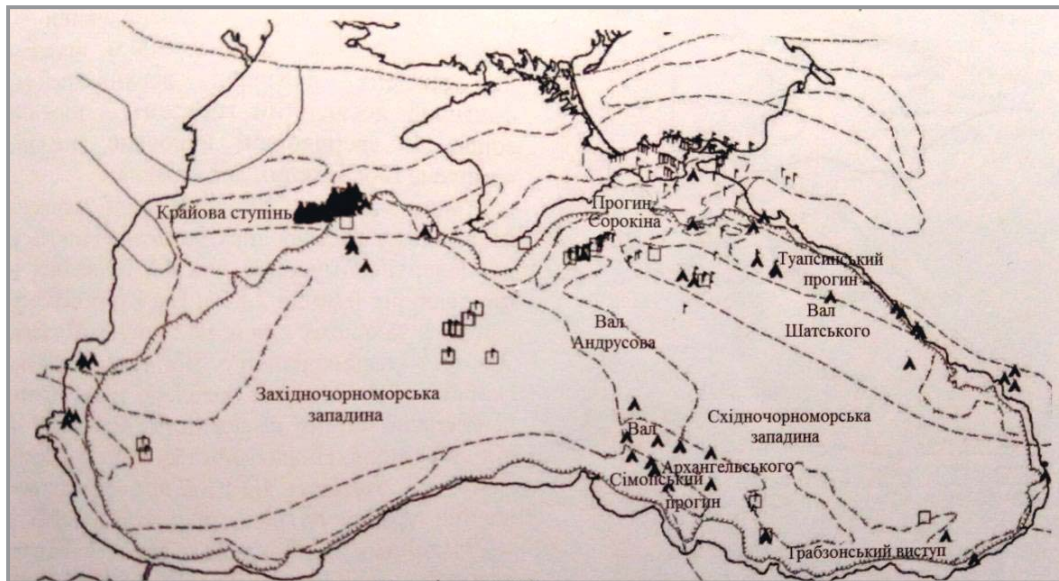 Крайова ступінь
Прогин
Сорокіна
Туапсинський
прогин
Вал
Шатського
Вал
Андрусова
Західночорноморська
западина
Східночорноморська
западина
Вал
Архангельського
Сімопський
прогин
Трабзонський виступ